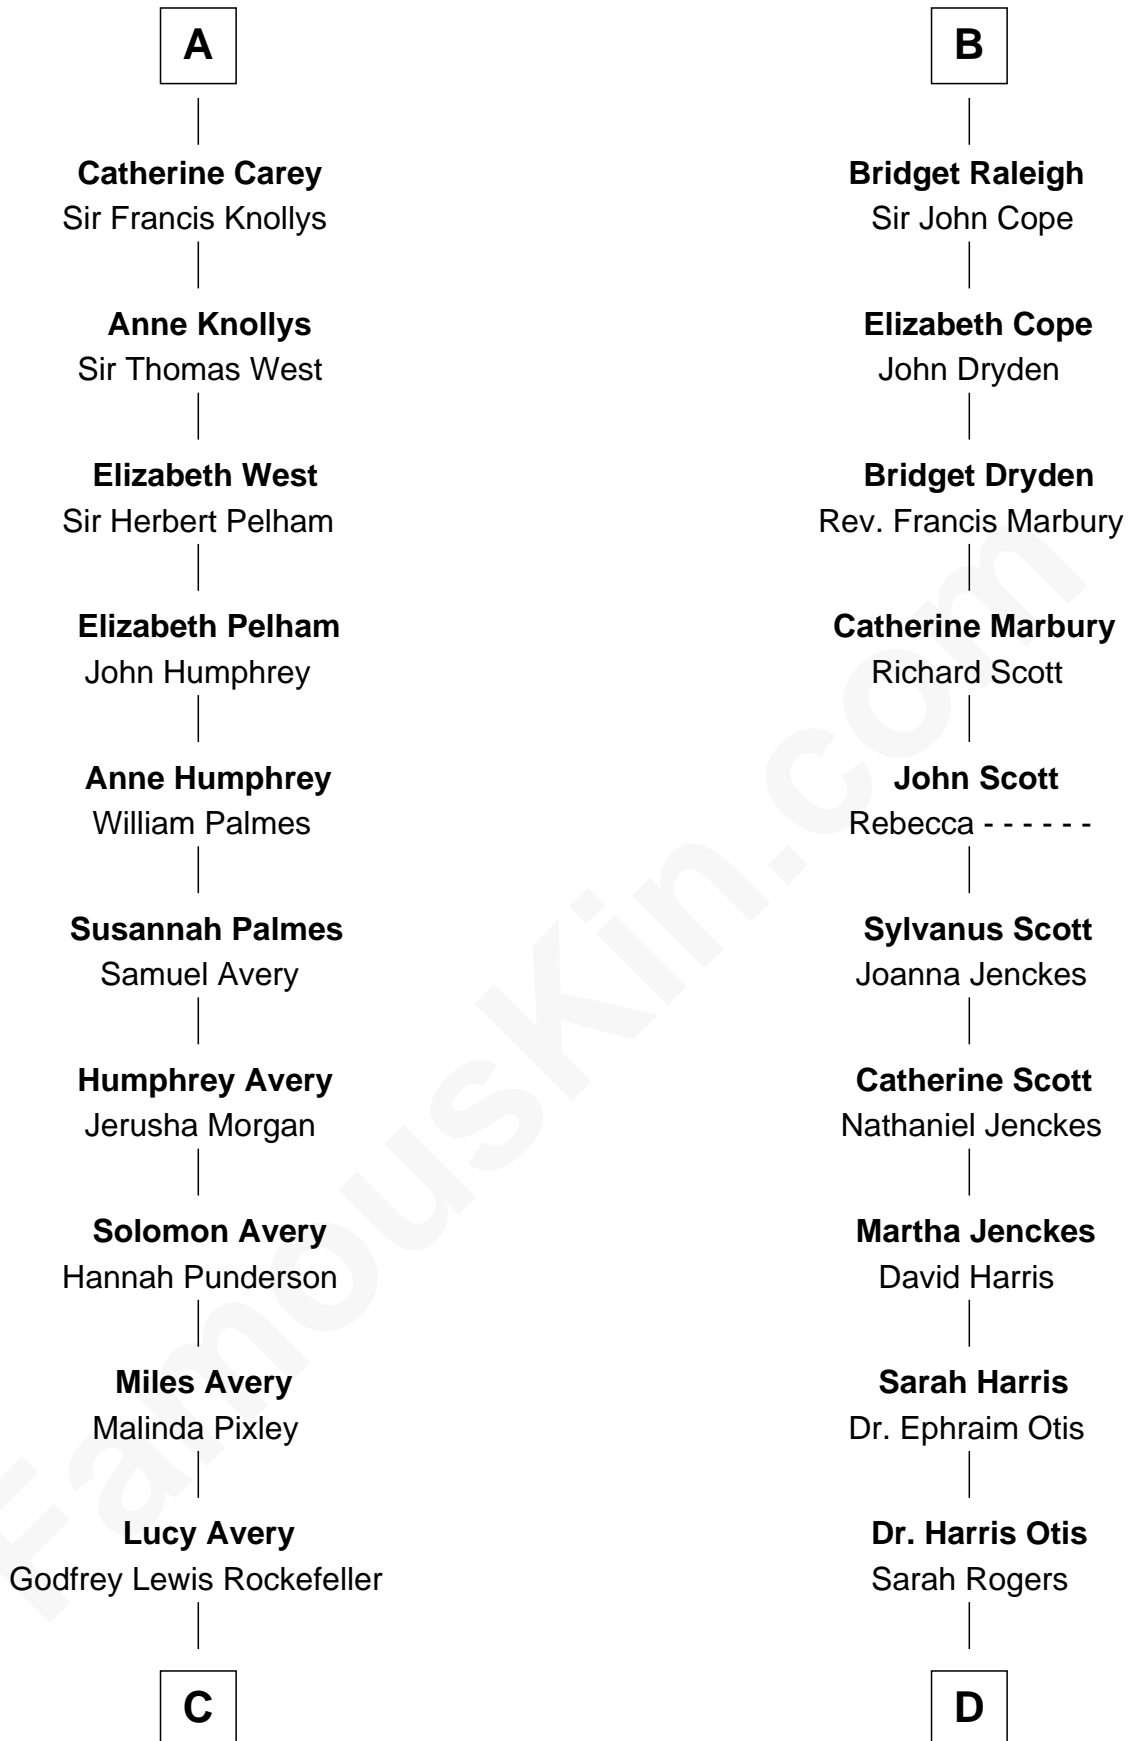 A
Catherine Carey
Sir Francis Knollys
Anne Knollys
Sir Thomas West
Elizabeth West
Sir Herbert Pelham
Elizabeth Pelham
John Humphrey
Anne Humphrey
William Palmes
Susannah Palmes
Samuel Avery
Humphrey Avery
Jerusha Morgan
Solomon Avery
Hannah Punderson
Miles Avery
Malinda Pixley
Lucy Avery
Godfrey Lewis Rockefeller
C
B
Bridget Raleigh
Sir John Cope
Elizabeth Cope
John Dryden
Bridget Dryden
Rev. Francis Marbury
Catherine Marbury
Richard Scott
John Scott
Rebecca - - - - - -
Sylvanus Scott
Joanna Jenckes
Catherine Scott
Nathaniel Jenckes
Martha Jenckes
David Harris
Sarah Harris
Dr. Ephraim Otis
Dr. Harris Otis
Sarah Rogers
D
FamousKin.com